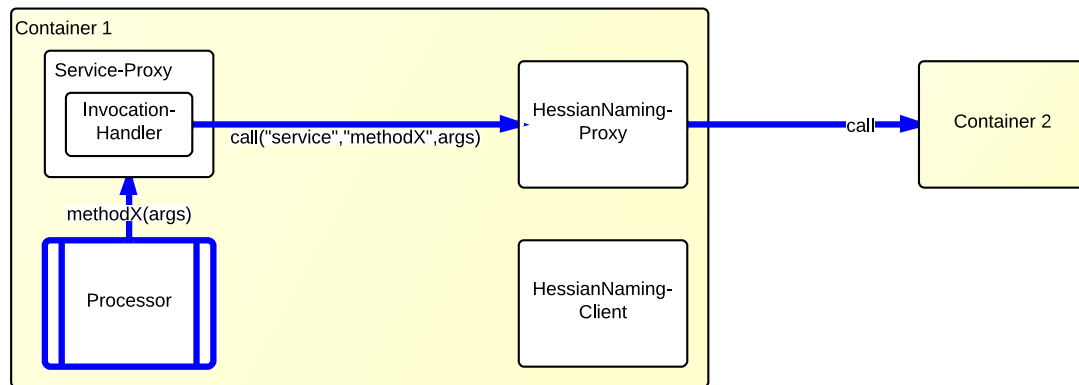 Container 1
Service-Proxy
Invocation-
Handler
call("service","methodX",args)
HessianNaming-
Proxy
call
Container 2
methodX(args)
Processor
HessianNaming-
Client